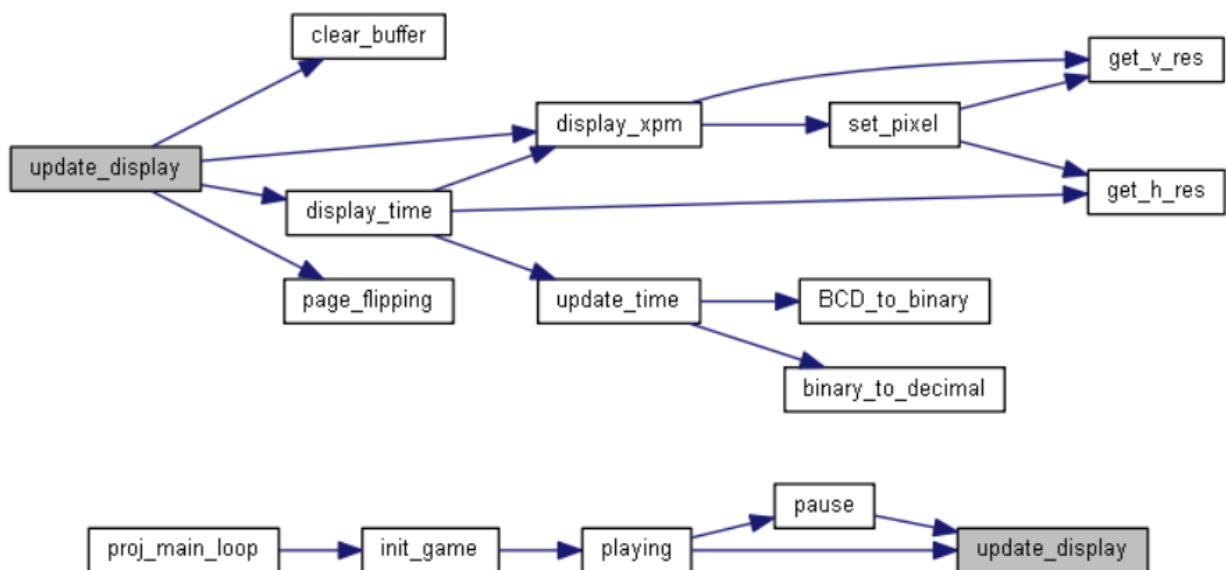 clear_buffer
get_v_res
display_xpm
set_pixel
update_display
get_h_res
display_time
page_flipping
update_time
BCD_to_binary
binary_to_decimal
pause
proj_main_loop
init_game
playing
update_display